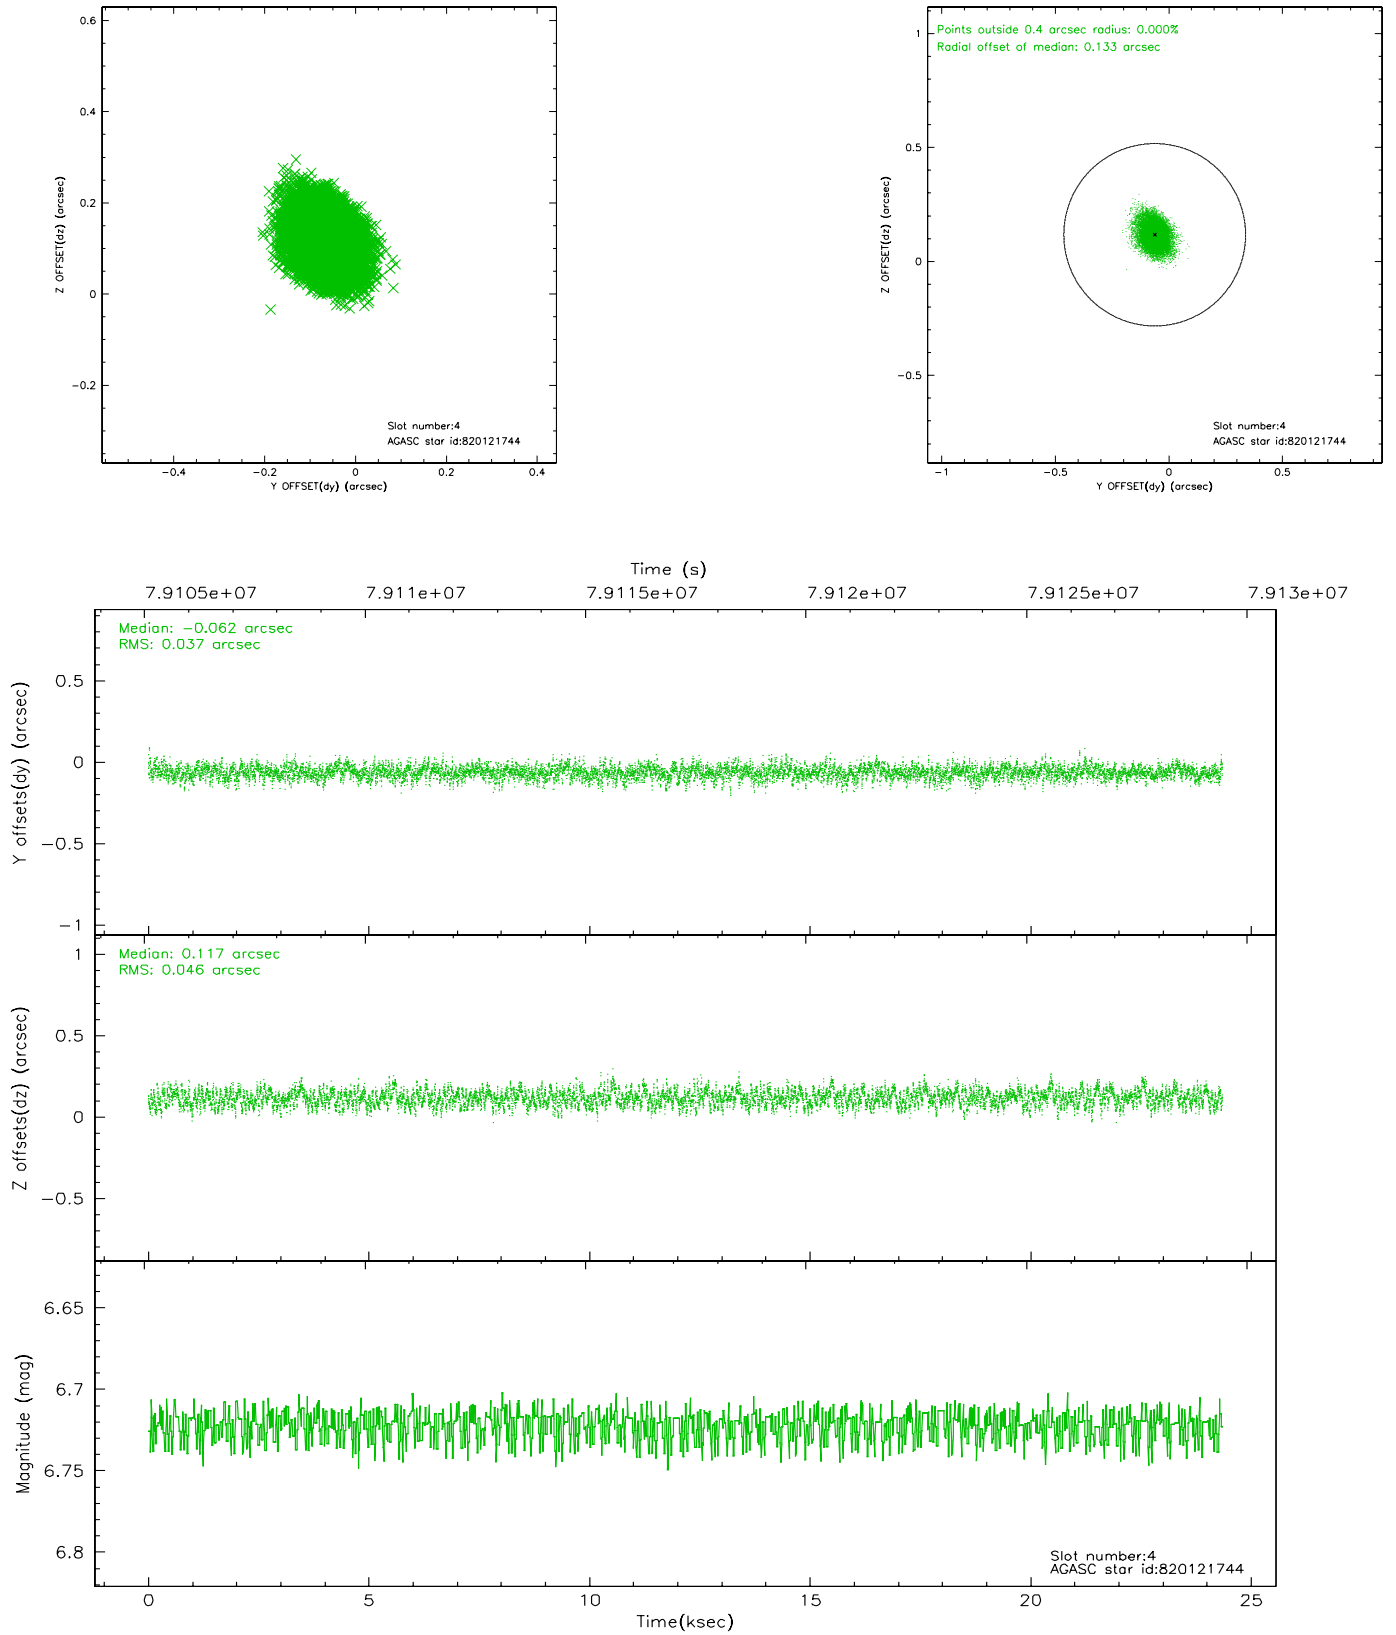 0.6
0.4
0.2
0
−0.2
Z OFFSET(dz) (arcsec)
Slot number:4
AGASC star id:820121744
−0.4 −0.2 0 0.2 0.4
Y OFFSET(dy) (arcsec)
Points outside 0.4 arcsec radius: 0.000%
Radial offset of median: 0.133 arcsec
1
0.5
0
−0.5
Z OFFSET(dz) (arcsec)
Slot number:4
AGASC star id:820121744
−1 −0.5 0 0.5
Y OFFSET(dy) (arcsec)
Time (s)
7.9105e+07 7.911e+07 7.9115e+07 7.912e+07 7.9125e+07 7.913e+07
Median: −0.062 arcsec
RMS: 0.037 arcsec
0.5
0
−0.5
−1
Y offsets(dy) (arcsec)
Median: 0.117 arcsec
RMS: 0.046 arcsec
1
0.5
0
−0.5
Z offsets(dz) (arcsec)
6.65
6.7
6.75
6.8
Magnitude (mag)
Slot number:4
AGASC star id:820121744
0 5 10 15 20 25
Time(ksec)